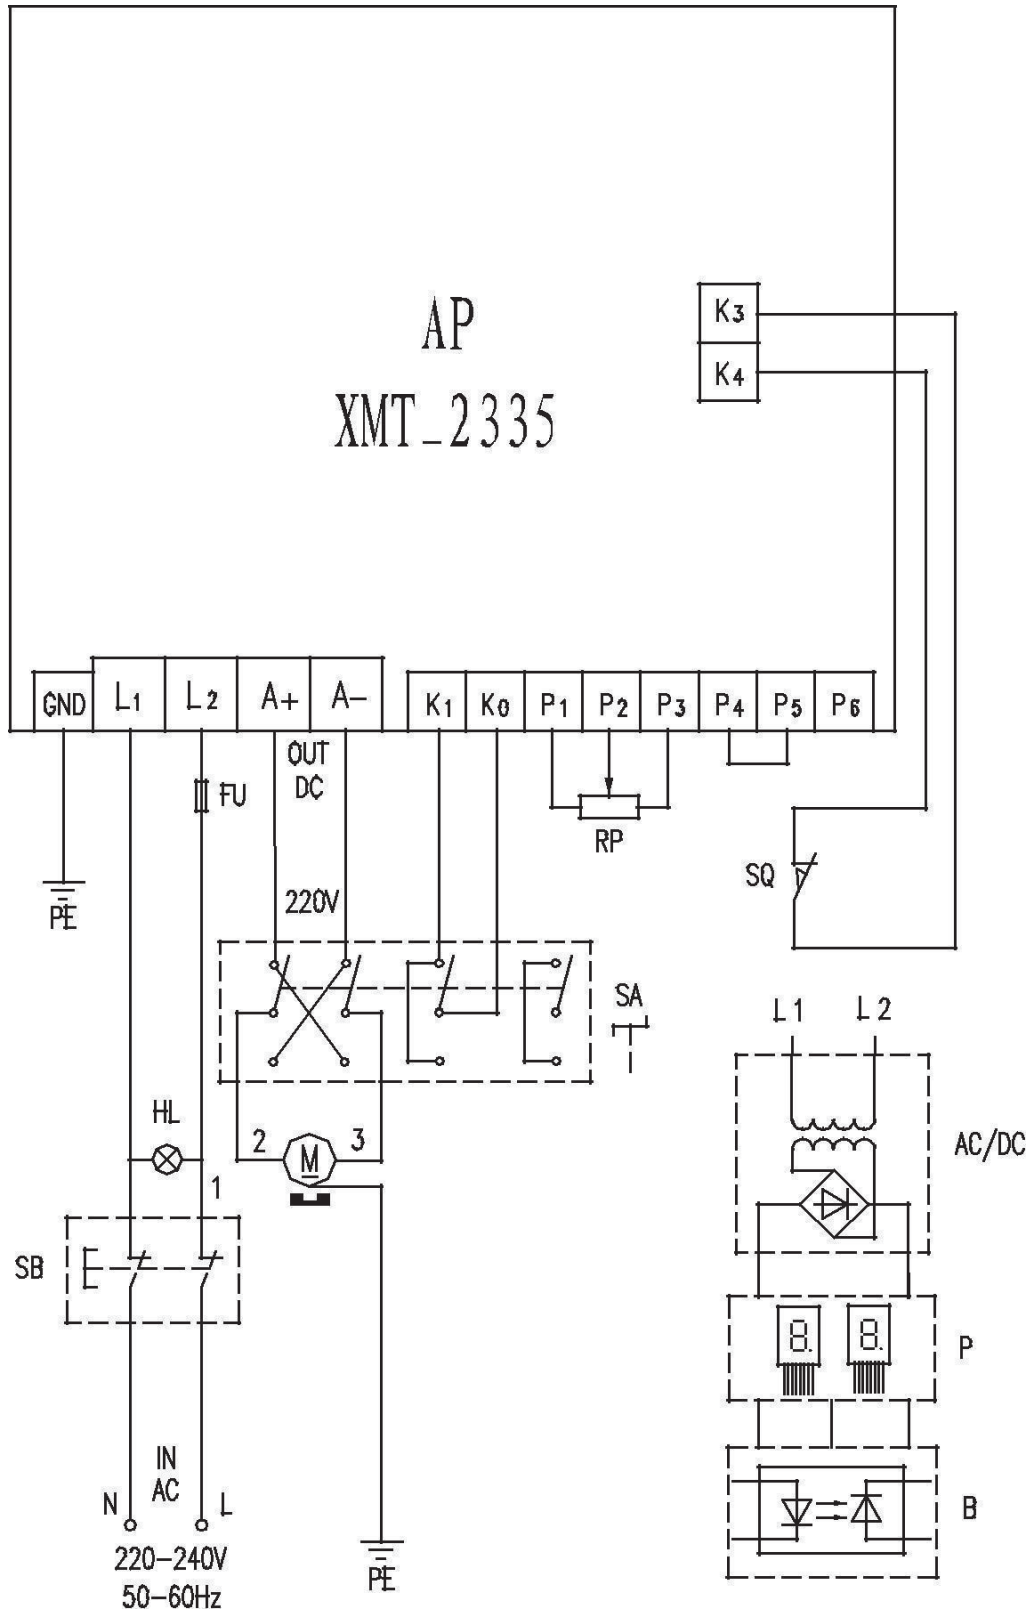 AP
XMT_2335
K3
K4
GND L1 L2 A+ A- K1 K0 P1 P2 P3 P4 P5 P6
OUT
DC
FU
RP
SQ
PE
220V
SA
L1 L2
HL
1
2 M 3
AC/DC
SB
8. 8.
P
IN
AC
N L
B
220-240V
50-60Hz
PE